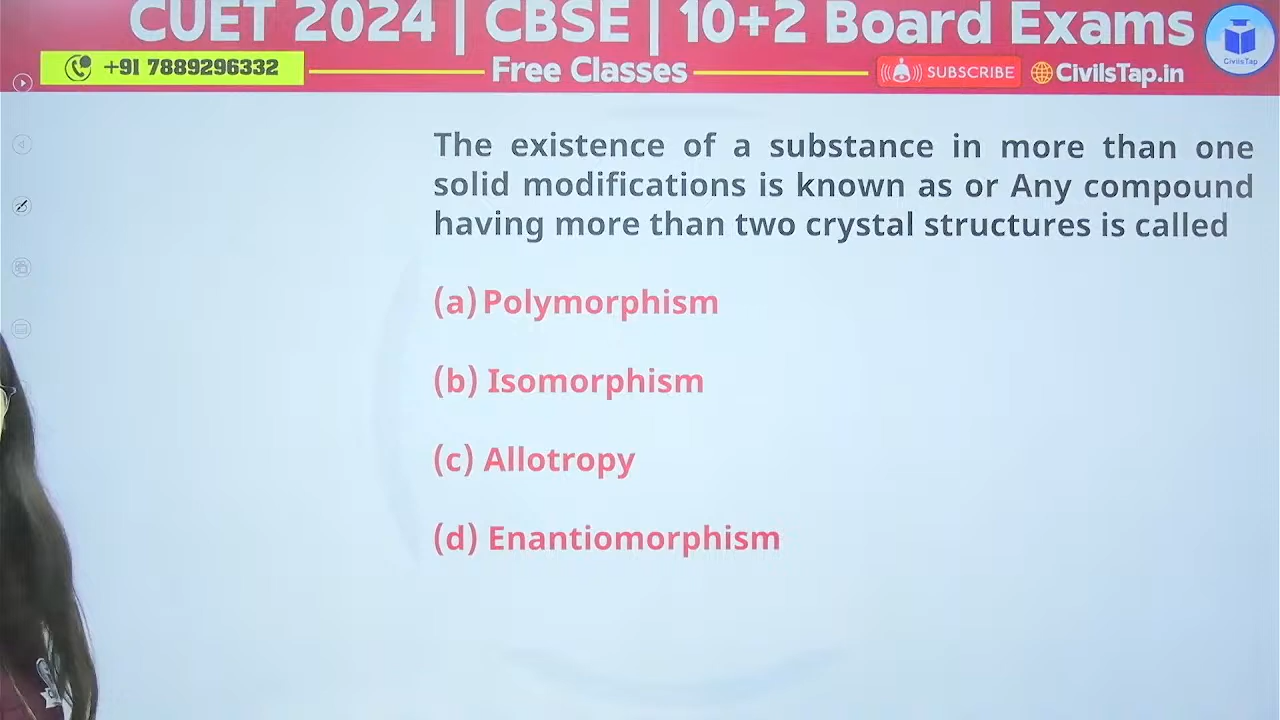 CUET 2024 | CBSE | 10+2 Board Exams
+91 7889296332
Free Classes
SUBSCRIBE
CivilsTap.in
CivilsTap
The existence of a substance in more than one
solid modifications is known as or Any compound
having more than two crystal structures is called
(a) Polymorphism
(b) Isomorphism
(c) Allotropy
(d) Enantiomorphism